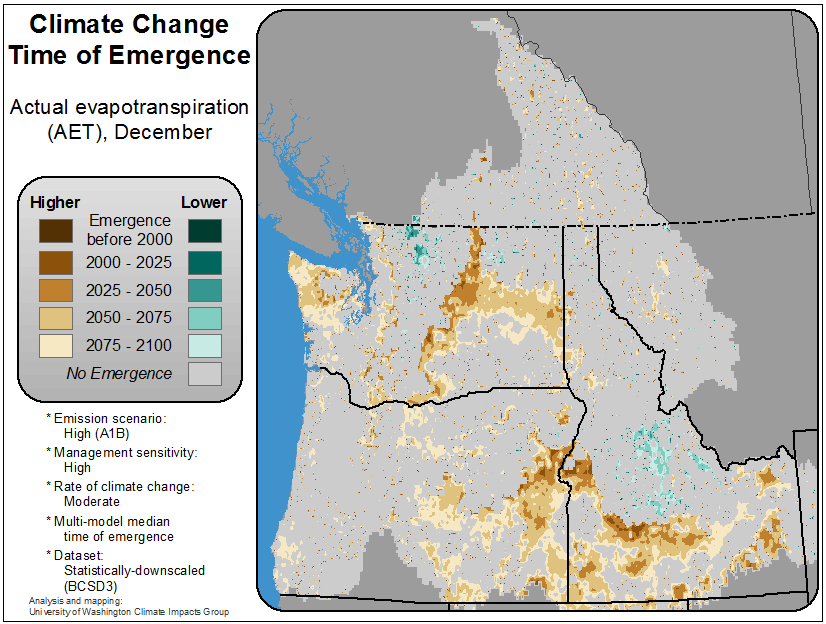 Climate Change
Time of Emergence
Actual evapotranspiration
(AET), December
Higher Lower
Emergence
before 2000
2000 - 2025
2025 - 2050
2050 - 2075
2075 - 2100
No Emergence
* Emission scenario:
High (A1B)
* Management sensitivity:
High
* Rate of climate change:
Moderate
* Multi-model median
time of emergence
* Dataset:
Statistically-downscaled
(BCSD3)
Analysis and mapping:
University of Washington Climate Impacts Group